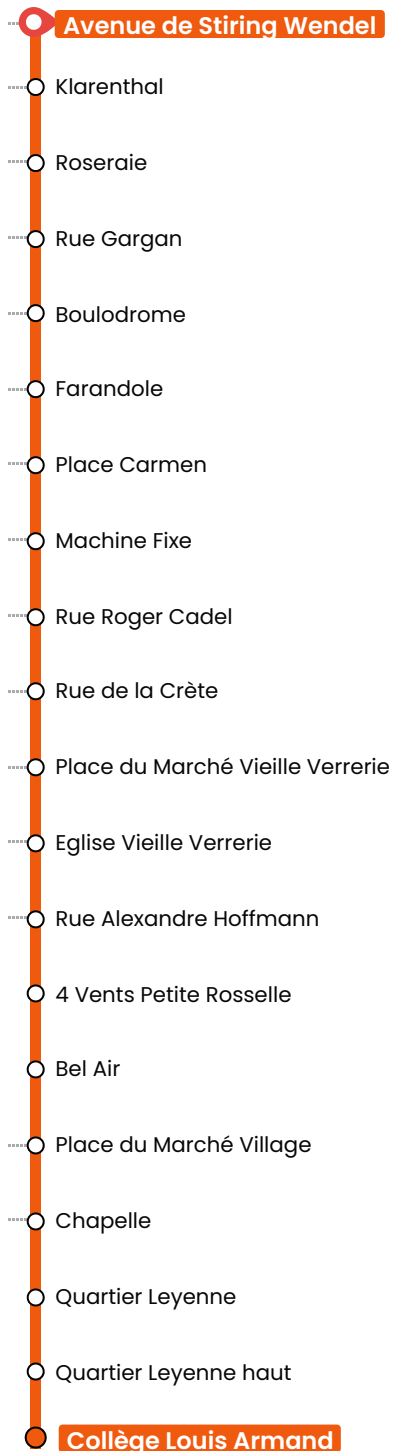 Avenue de Stiring Wendel
Klarenthal
Roseraie
Rue Gargan
Boulodrome
Farandole
Place Carmen
Machine Fixe
Rue Roger Cadel
Rue de la Crète
Place du Marché Vieille Verrerie
Eglise Vieille Verrerie
Rue Alexandre Hoffmann
4 Vents Petite Rosselle
Bel Air
Place du Marché Village
Chapelle
Quartier Leyenne
Quartier Leyenne haut
Collège Louis Armand